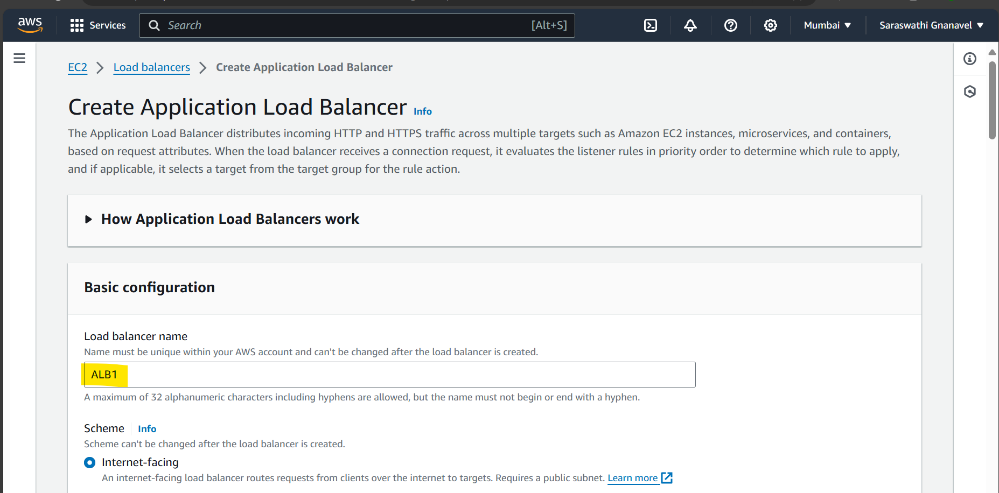 aws
Services
Search
[Alt+S]
Mumbai
Saraswathi Gnanavel
EC2 > Load balancers > Create Application Load Balancer
Create Application Load Balancer Info
The Application Load Balancer distributes incoming HTTP and HTTPS traffic across multiple targets such as Amazon EC2 instances, microservices, and containers,
based on request attributes. When the load balancer receives a connection request, it evaluates the listener rules in priority order to determine which rule to apply,
and if applicable, it selects a target from the target group for the rule action.
How Application Load Balancers work
Basic configuration
Load balancer name
Name must be unique within your AWS account and can't be changed after the load balancer is created.
ALB1
A maximum of 32 alphanumeric characters including hyphens are allowed, but the name must not begin or end with a hyphen.
Scheme Info
Scheme can't be changed after the load balancer is created.
Internet-facing
An internet-facing load balancer routes requests from clients over the internet to targets. Requires a public subnet. Learn more